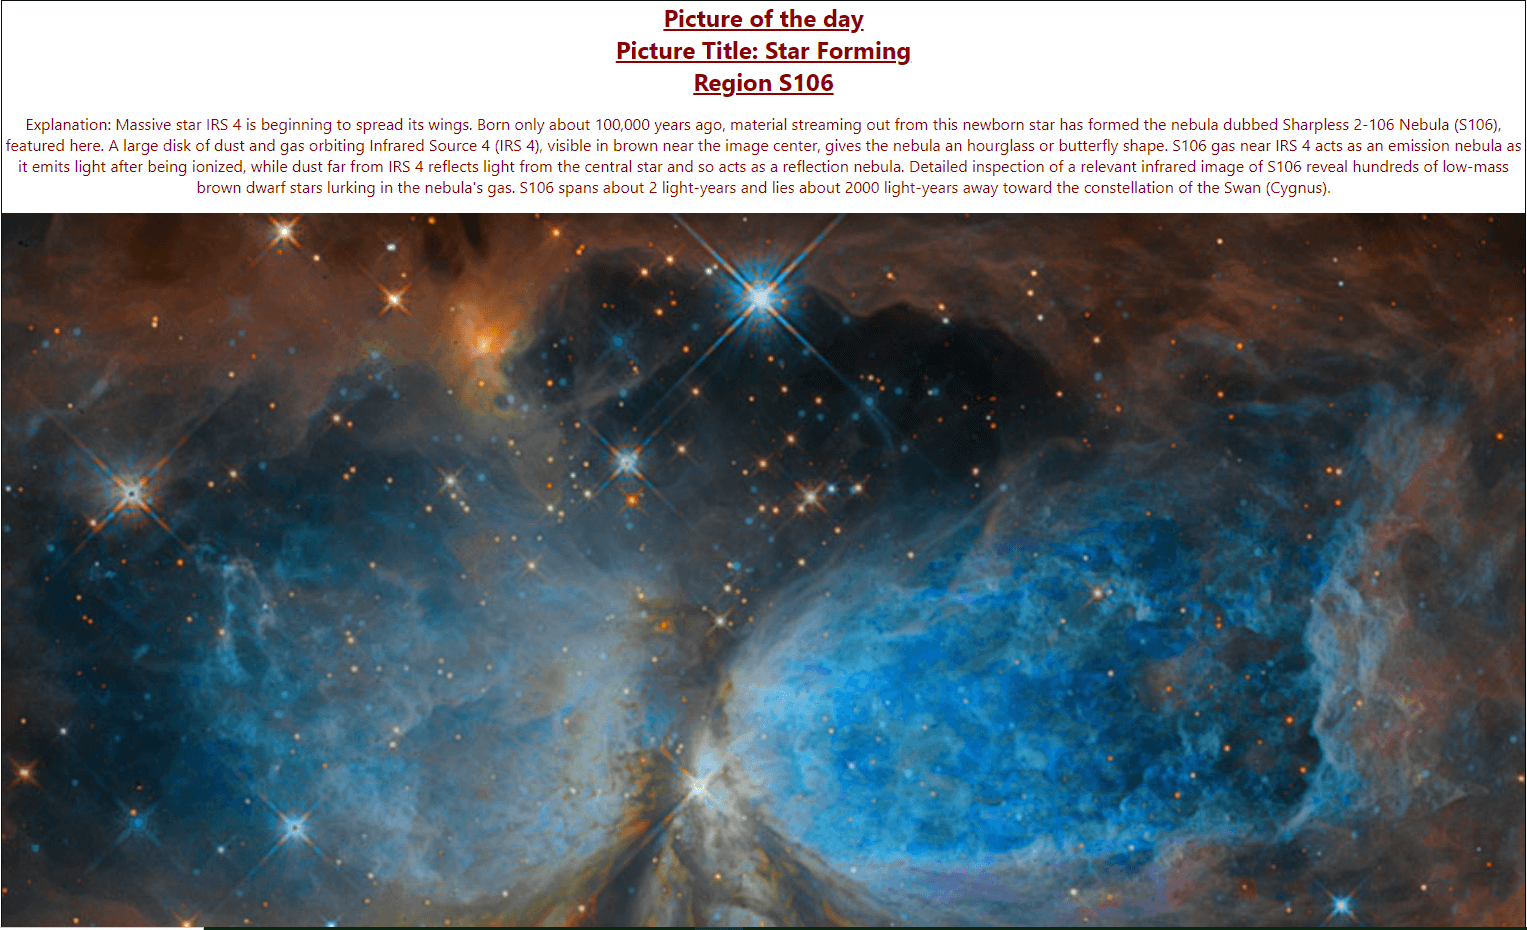 Picture of the day
Picture Title: Star Forming
Region S106
Explanation: Massive star IRS 4 is beginning to spread its wings. Born only about 100,000 years ago, material streaming out from this newborn star has formed the nebula dubbed Sharpless 2-106 Nebula (S106),
featured here. A large disk of dust and gas orbiting Infrared Source 4 (IRS 4), visible in brown near the image center, gives the nebula an hourglass or butterfly shape. S106 gas near IRS 4 acts as an emission nebula as
it emits light after being ionized, while dust far from IRS 4 reflects light from the central star and so acts as a reflection nebula. Detailed inspection of a relevant infrared image of S106 reveal hundreds of low-mass
brown dwarf stars lurking in the nebula's gas. S106 spans about 2 light-years and lies about 2000 light-years away toward the constellation of the Swan (Cygnus).